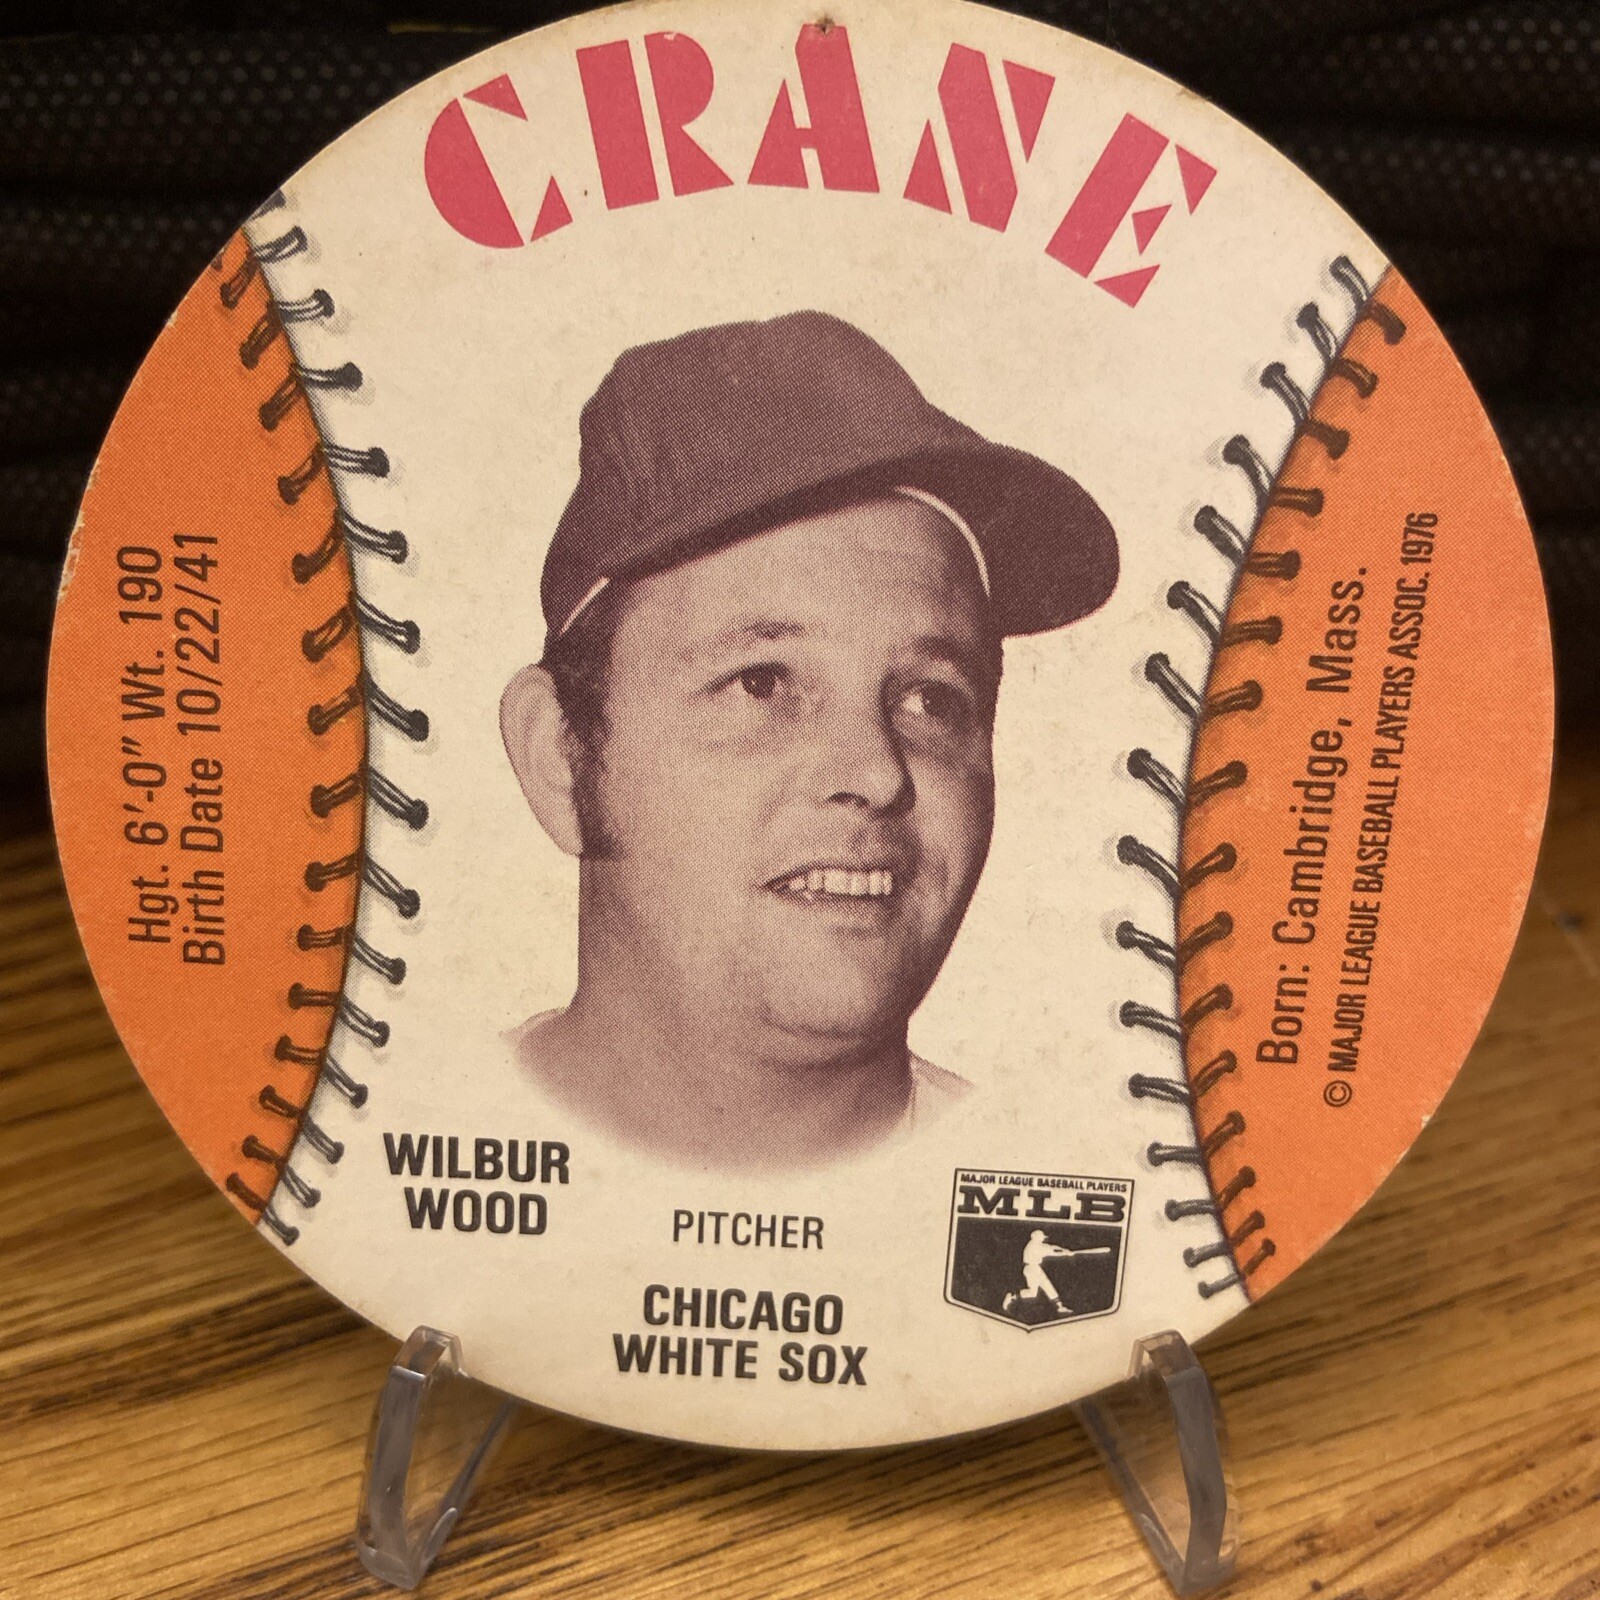 CRANE
Hgt. 6'-0" Wt. 190
Birth Date 10/22/41
Born: Cambridge, Mass.
© MAJOR LEAGUE BASEBALL PLAYERS ASSOC. 1976
WILBUR
WOOD
PITCHER
CHICAGO
WHITE SOX
MAJOR LEAGUE BASEBALL PLAYERS
MLB